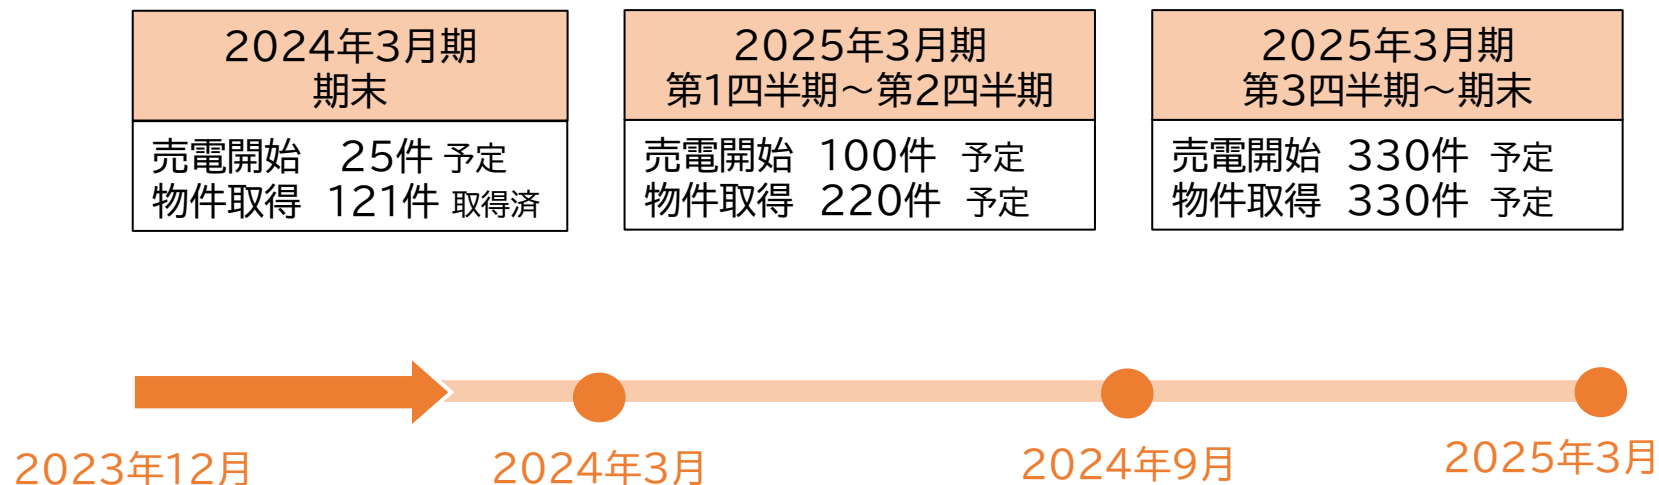 2024年3月期
期末
売電開始　25件 予定
物件取得　121件 取得済
2025年3月期
第1四半期～第2四半期
売電開始　100件　予定
物件取得　220件　予定
2025年3月期
第3四半期～期末
売電開始　330件　予定
物件取得　330件　予定
2023年12月
2024年3月
2024年9月
2025年3月